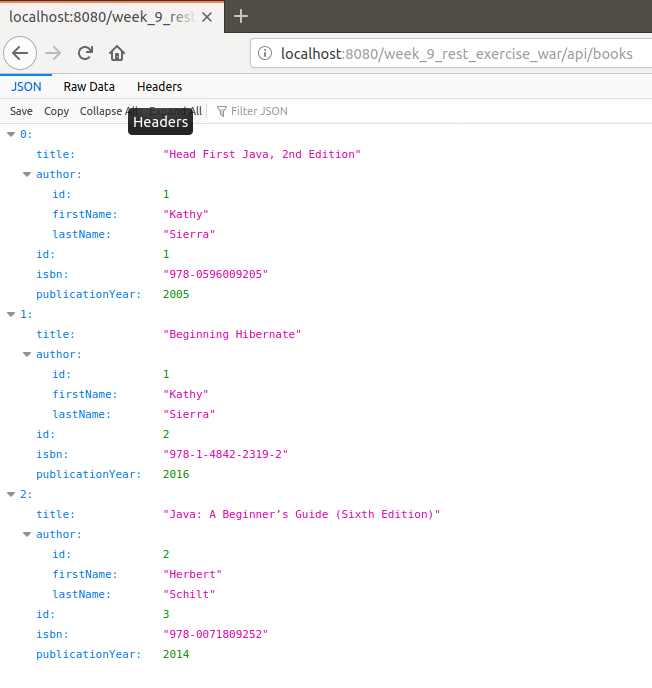 localhost:8080/week_9_rest
localhost:8080/week_9_rest_exercise_war/api/books
JSON Raw Data Headers
Save Copy Collapse All Expand All Filter JSON
Headers
0:
title: "Head First Java, 2nd Edition"
author:
id: 1
firstName: "Kathy"
lastName: "Sierra"
id: 1
isbn: "978-0596009205"
publicationYear: 2005
1:
title: "Beginning Hibernate"
author:
id: 1
firstName: "Kathy"
lastName: "Sierra"
id: 2
isbn: "978-1-4842-2319-2"
publicationYear: 2016
2:
title: "Java: A Beginner’s Guide (Sixth Edition)"
author:
id: 2
firstName: "Herbert"
lastName: "Schilt"
id: 3
isbn: "978-0071809252"
publicationYear: 2014